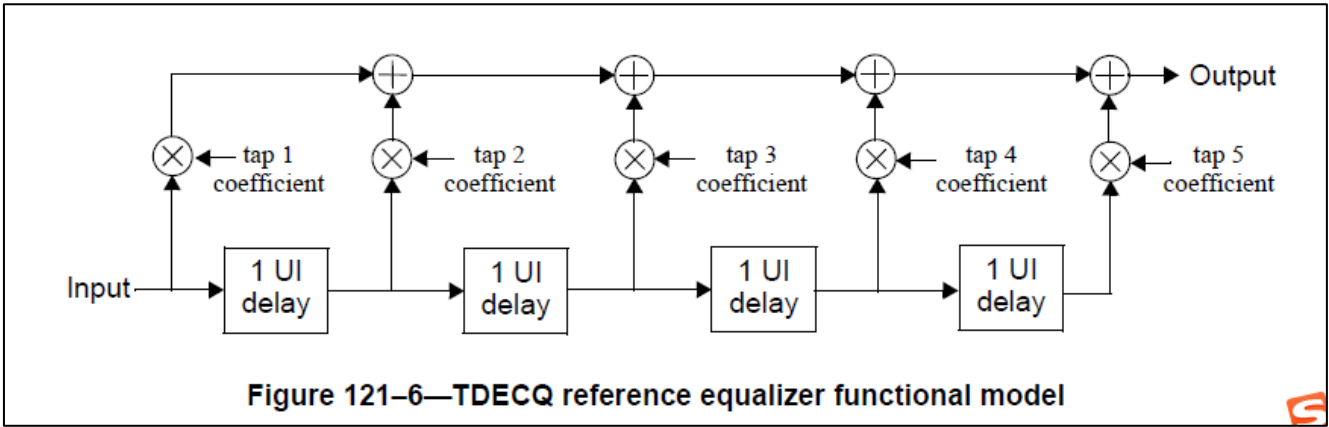 Output
tap 1
coefficient
tap 2
coefficient
tap 3
coefficient
tap 4
coefficient
tap 5
coefficient
Input
1 UI
delay
1 UI
delay
1 UI
delay
1 UI
delay
Figure 121–6—TDECQ reference equalizer functional model